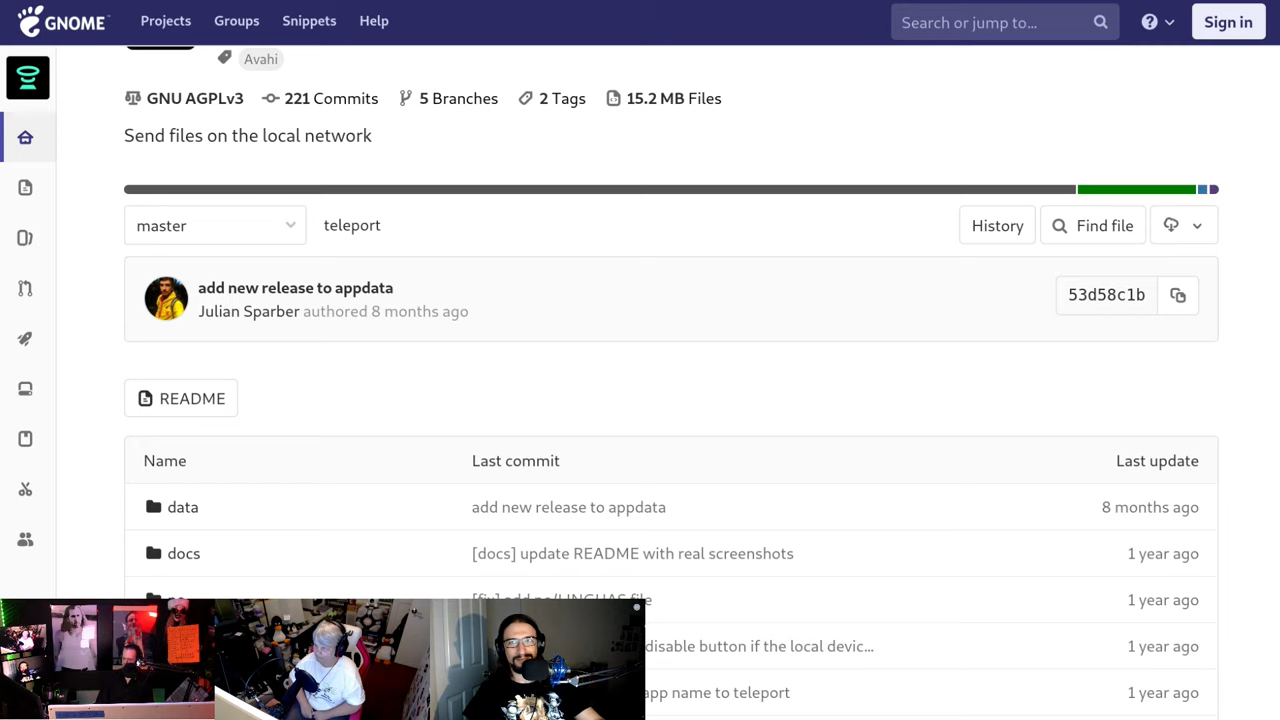 GNOME Projects Groups Snippets Help Search or jump to... Sign in
Avahi
GNU AGPLv3 221 Commits 5 Branches 2 Tags 15.2 MB Files
Send files on the local network
master teleport History Find file
add new release to appdata
Julian Sparber authored 8 months ago
53d58c1b
README
Name Last commit Last update
data add new release to appdata 8 months ago
docs [docs] update README with real screenshots 1 year ago
file 1 year ago
disable button if the local devic... 1 year ago
app name to teleport 1 year ago